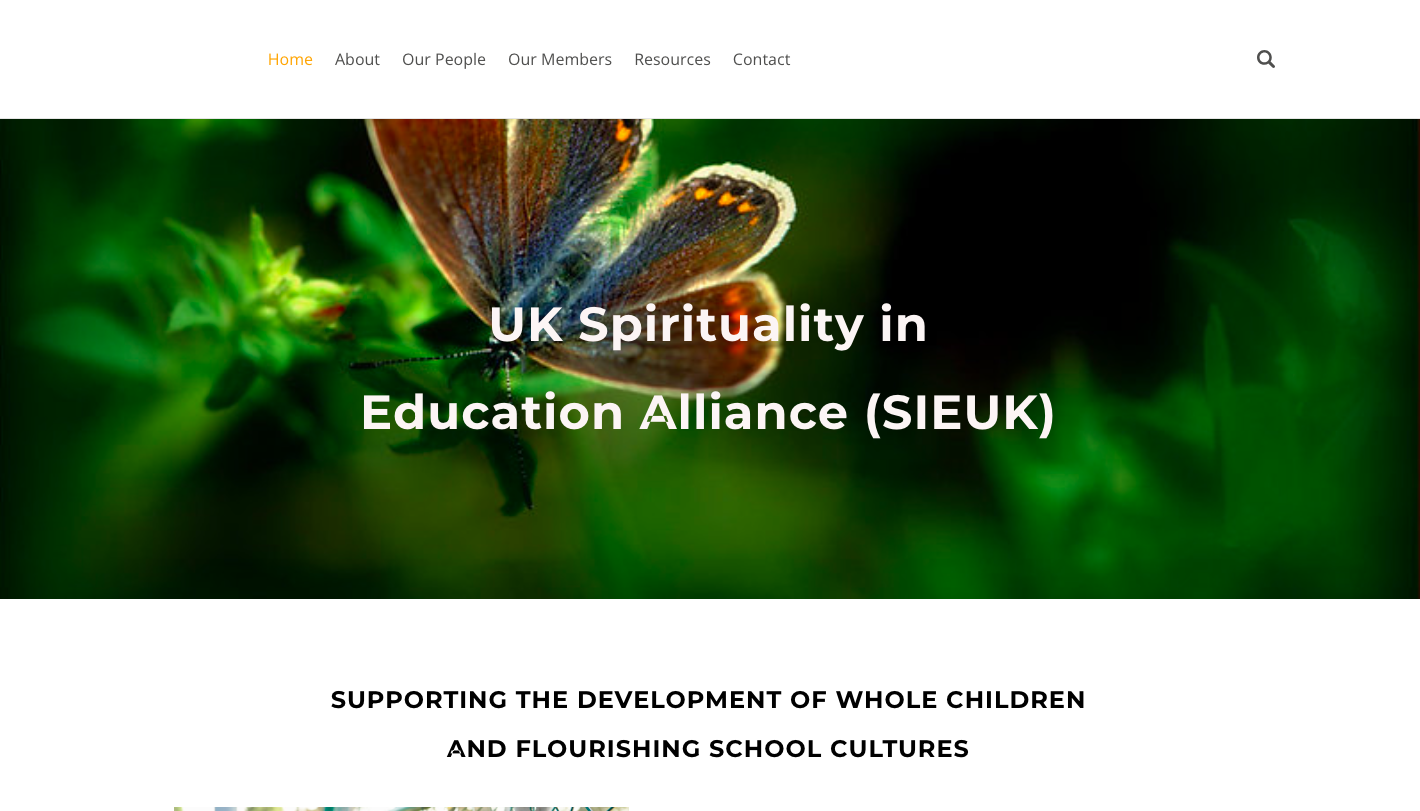 Home About Our People Our Members Resources Contact
UK Spirituality in
Education Alliance (SIEUK)
SUPPORTING THE DEVELOPMENT OF WHOLE CHILDREN
AND FLOURISHING SCHOOL CULTURES